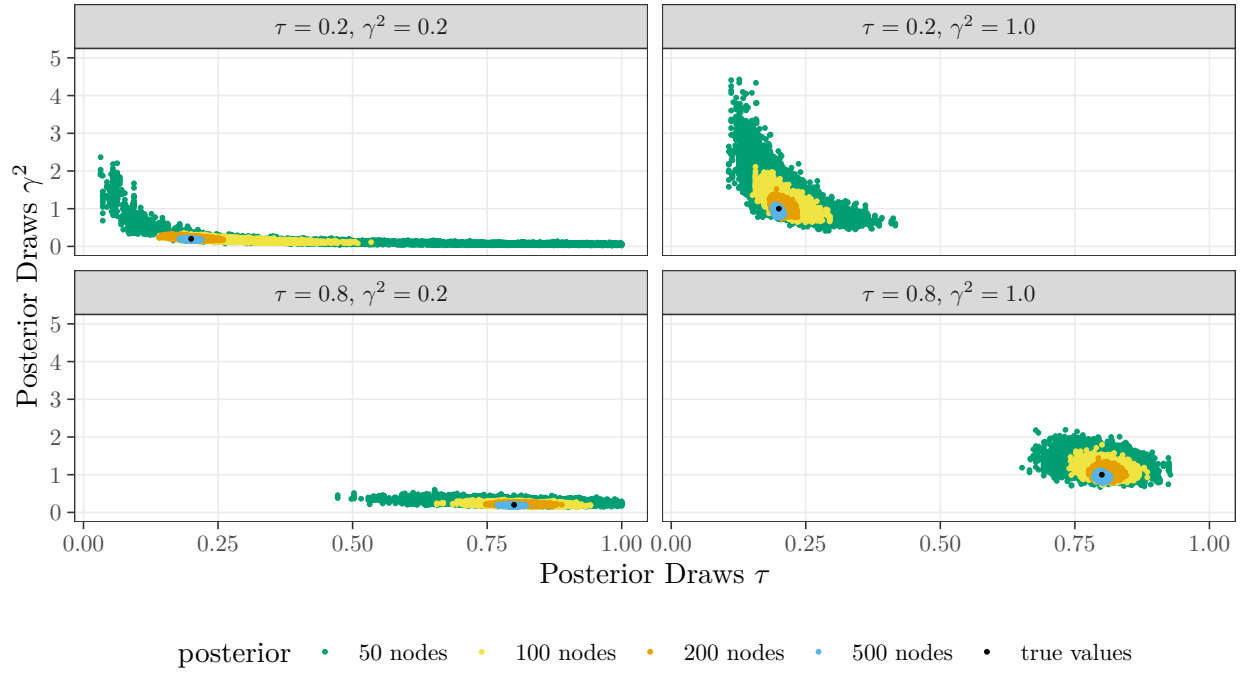 τ = 0.2, γ² = 0.2
τ = 0.2, γ² = 1.0
5
4
3
2
1
0
τ = 0.8, γ² = 0.2
τ = 0.8, γ² = 1.0
5
4
3
2
1
0
Posterior Draws γ²
0.00 0.25 0.50 0.75 1.00 0.00 0.25 0.50 0.75 1.00
Posterior Draws τ
posterior 50 nodes 100 nodes 200 nodes 500 nodes true values